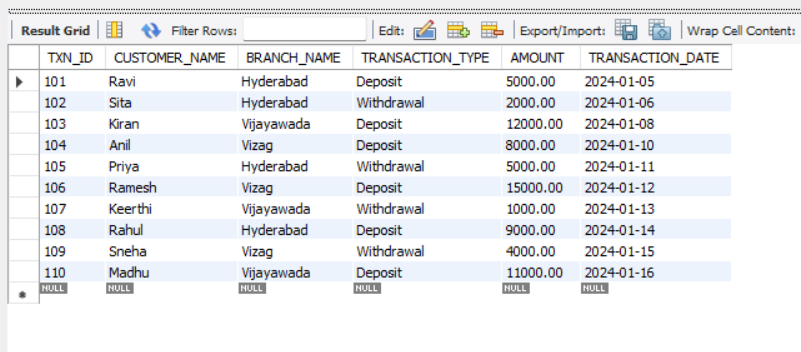 Result Grid Filter Rows: Edit: Export/Import: Wrap Cell Content:
TXN_ID CUSTOMER_NAME BRANCH_NAME TRANSACTION_TYPE AMOUNT TRANSACTION_DATE
101 Ravi Hyderabad Deposit 5000.00 2024-01-05
102 Sita Hyderabad Withdrawal 2000.00 2024-01-06
103 Kiran Vijayawada Deposit 12000.00 2024-01-08
104 Anil Vizag Deposit 8000.00 2024-01-10
105 Priya Hyderabad Withdrawal 5000.00 2024-01-11
106 Ramesh Vizag Deposit 15000.00 2024-01-12
107 Keerthi Vijayawada Withdrawal 1000.00 2024-01-13
108 Rahul Hyderabad Deposit 9000.00 2024-01-14
109 Sneha Vizag Withdrawal 4000.00 2024-01-15
110 Madhu Vijayawada Deposit 11000.00 2024-01-16
NULL NULL NULL NULL NULL NULL